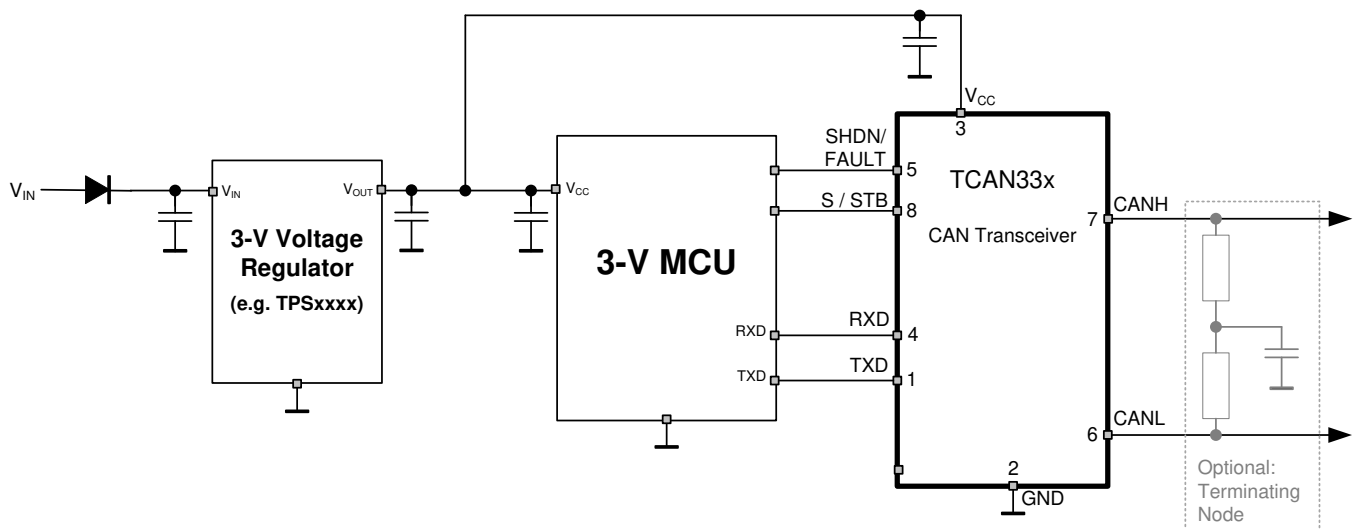 V_IN
V_IN
V_OUT
3-V Voltage
Regulator
(e.g. TPSxxxx)
V_CC
3-V MCU
RXD
TXD
SHDN/
FAULT
S / STB
RXD
TXD
V_CC
3
5
8
4
1
TCAN33x
CAN Transceiver
7
CANH
6
CANL
2
GND
Optional:
Terminating
Node